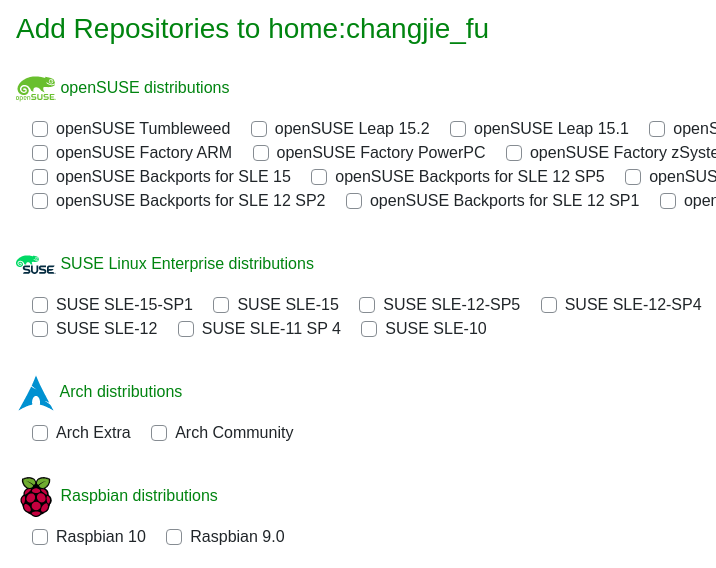 Add Repositories to home:changjie_fu
openSUSE openSUSE distributions
openSUSE Tumbleweed openSUSE Leap 15.2 openSUSE Leap 15.1 openS
openSUSE Factory ARM openSUSE Factory PowerPC openSUSE Factory zSyste
openSUSE Backports for SLE 15 openSUSE Backports for SLE 12 SP5 openSUS
openSUSE Backports for SLE 12 SP2 openSUSE Backports for SLE 12 SP1 open
SUSE SUSE Linux Enterprise distributions
SUSE SLE-15-SP1 SUSE SLE-15 SUSE SLE-12-SP5 SUSE SLE-12-SP4
SUSE SLE-12 SUSE SLE-11 SP 4 SUSE SLE-10
Arch distributions
Arch Extra Arch Community
Raspbian distributions
Raspbian 10 Raspbian 9.0